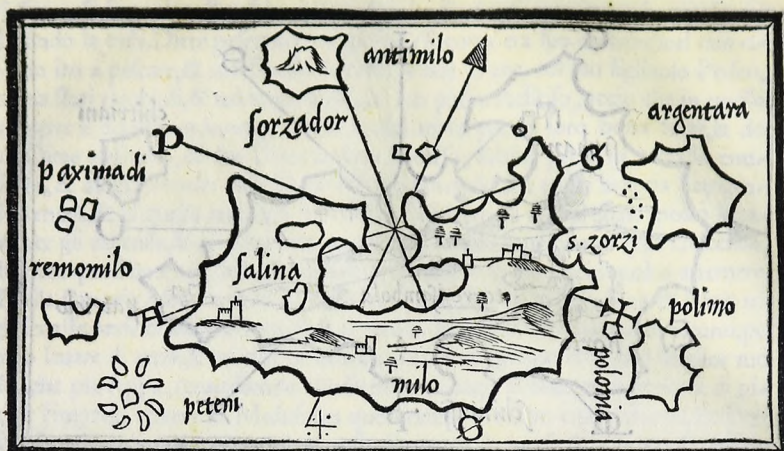 antimilo
sorzador
argentara
P
G
paximadi
s. zorzi
remomilo
salina
polimo
A
polonia
milo
peteni
S